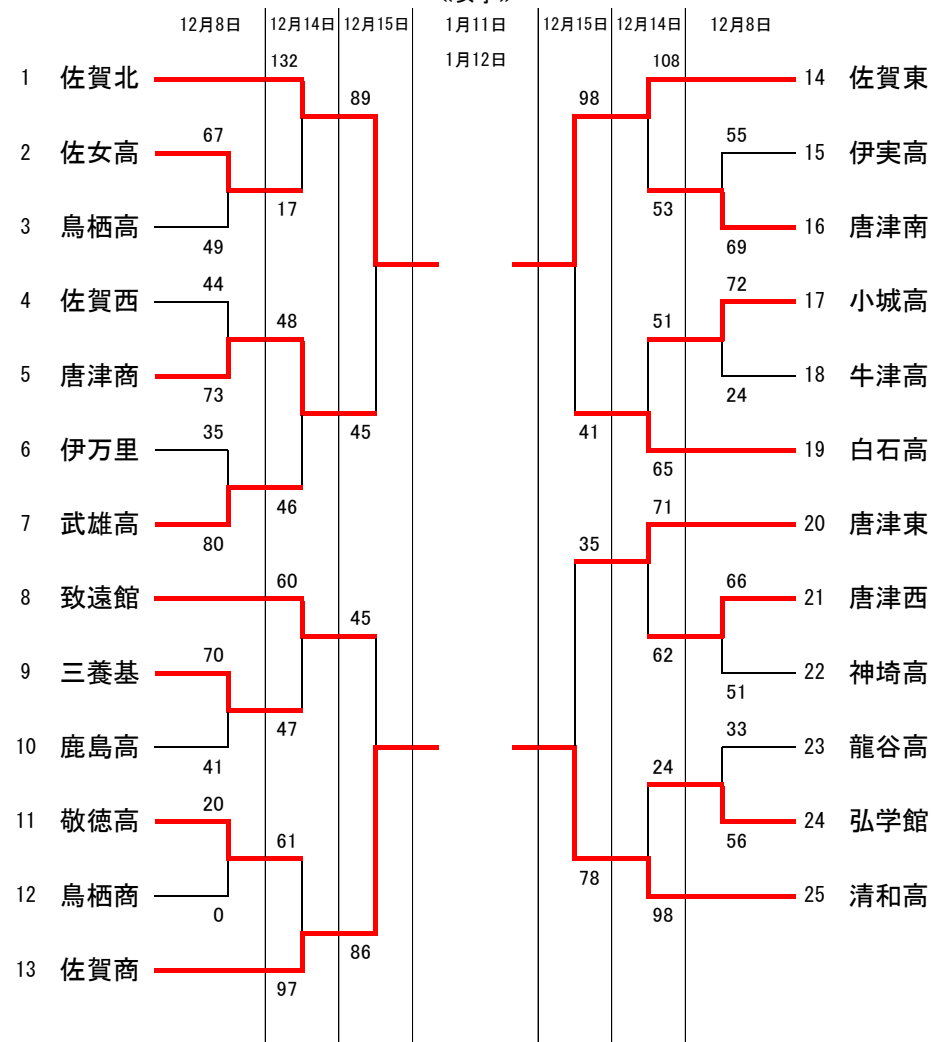 12月8日 12月14日 12月15日 1月11日 12月15日 12月14日 12月8日
1月12日
132 108
1 佐賀北 14 佐賀東
89 98
67 55
2 佐女高 15 伊実高
17 53
3 鳥栖高 16 唐津南
49 69
44 72
4 佐賀西 17 小城高
48 51
5 唐津商 18 牛津高
73 24
35 45 41
6 伊万里 19 白石高
65
46 71
7 武雄高 20 唐津東
80 35
60 66
8 致遠館 21 唐津西
45
70 62
9 三養基 22 神埼高
47 51
41 33
10 鹿島高 23 龍谷高
24
20
11 敬徳高 24 弘学館
61 56
78
12 鳥栖商 25 清和高
0 98
86
13 佐賀商
97